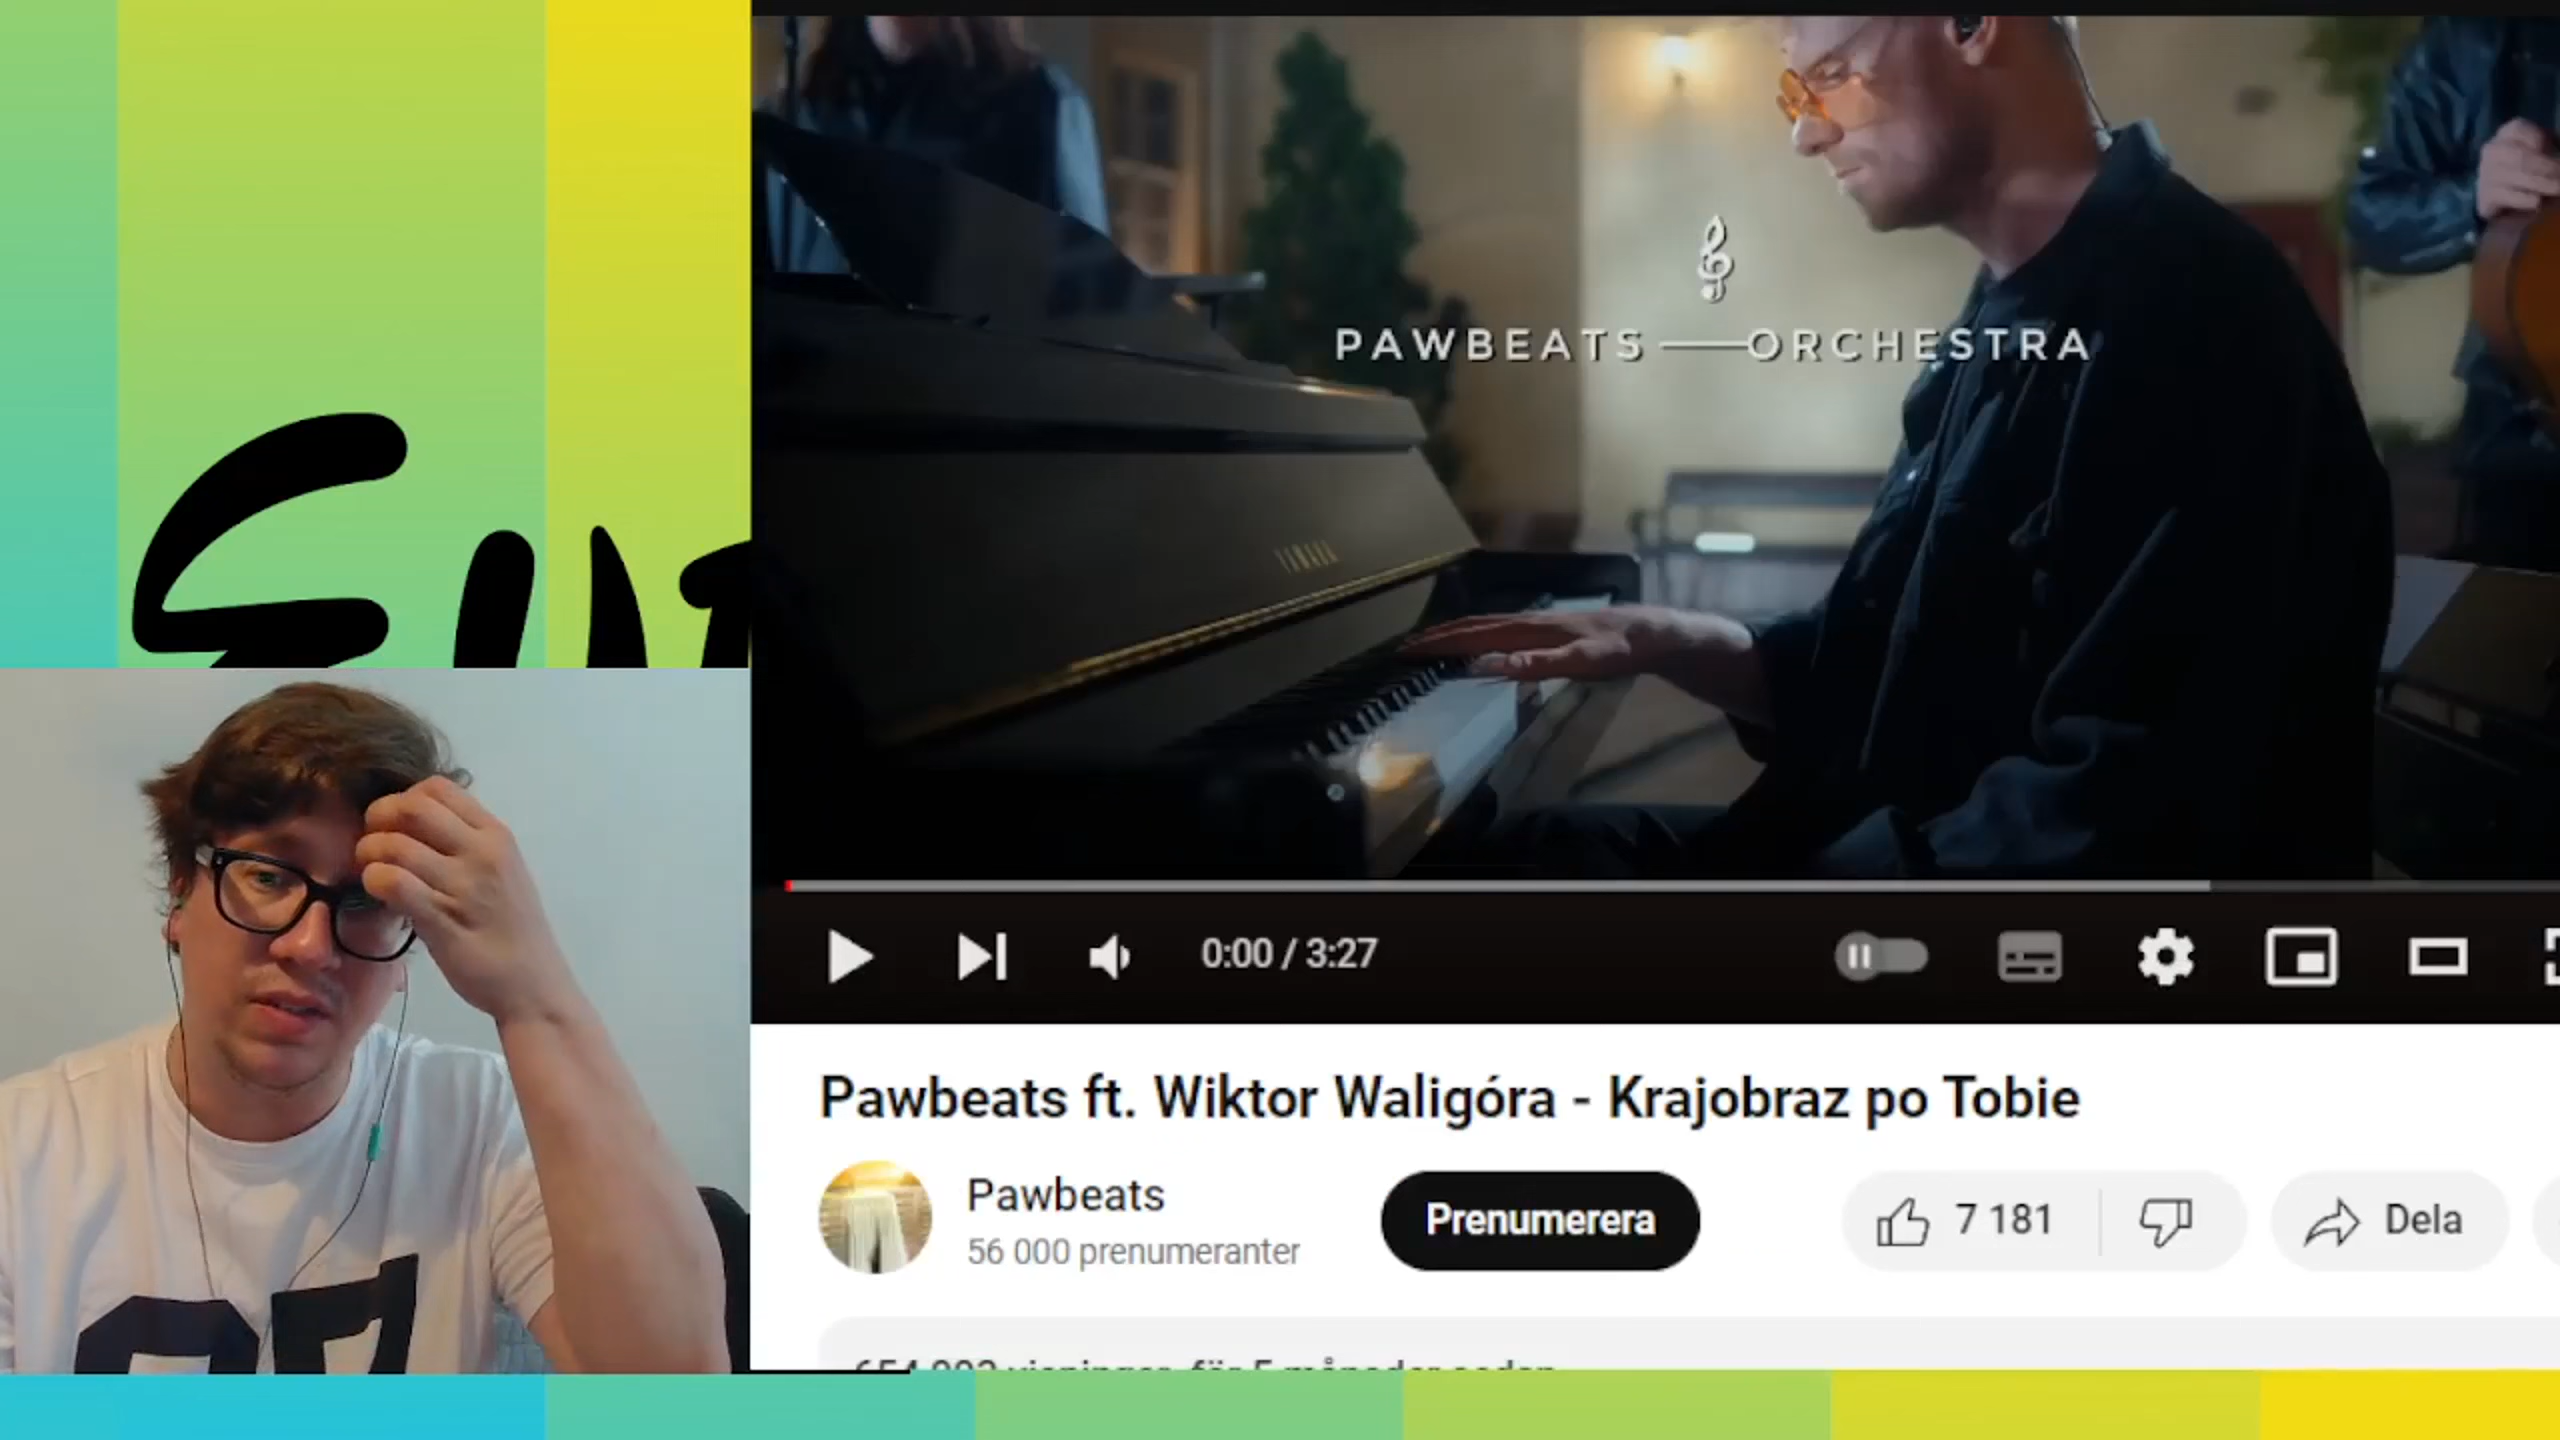 PAWBEATS — ORCHESTRA
YAMAHA
0:00 / 3:27
Pawbeats ft. Wiktor Waligóra - Krajobraz po Tobie
Pawbeats
56 000 prenumeranter
Prenumerera
7 181
Dela